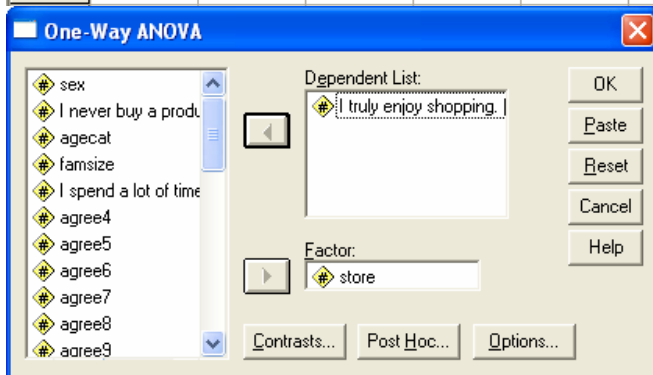 One-Way ANOVA
sex
I never buy a produ
agecat
famsize
I spend a lot of time
agree4
agree5
agree6
agree7
agree8
agree9
Dependent List:
I truly enjoy shopping. I
Factor:
store
Contrasts...
Post Hoc...
Options...
OK
Paste
Reset
Cancel
Help